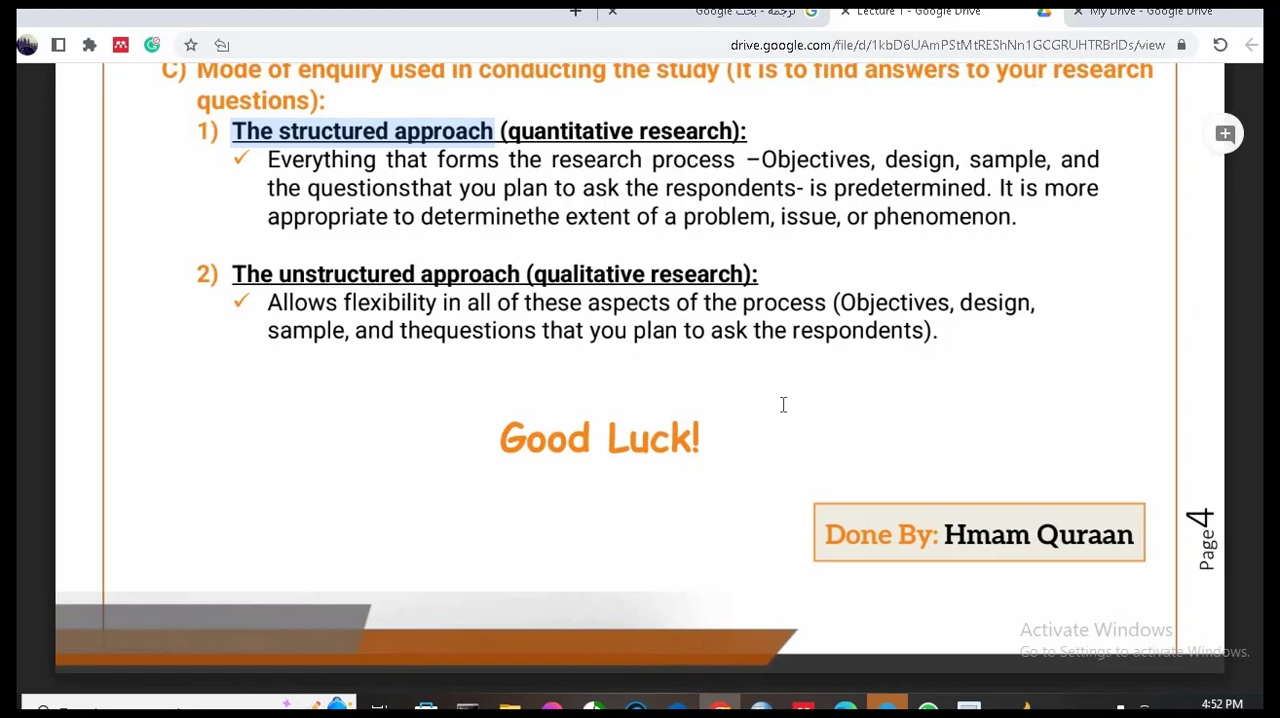 ترجمة - بحث Google
Lecture 1 - Google Drive
My Drive - Google Drive
drive.google.com/file/d/1kbD6UAmPStMtREShNn1GCGRUHTRBrIDs/view
C) Mode of enquiry used in conducting the study (It is to find answers to your research
questions):
1) The structured approach (quantitative research):
✓ Everything that forms the research process –Objectives, design, sample, and
the questionsthat you plan to ask the respondents- is predetermined. It is more
appropriate to determinethe extent of a problem, issue, or phenomenon.
2) The unstructured approach (qualitative research):
✓ Allows flexibility in all of these aspects of the process (Objectives, design,
sample, and thequestions that you plan to ask the respondents).
Good Luck!
Done By: Hmam Quraan
Page4
Activate Windows
Go to Settings to activate Windows.
4:52 PM